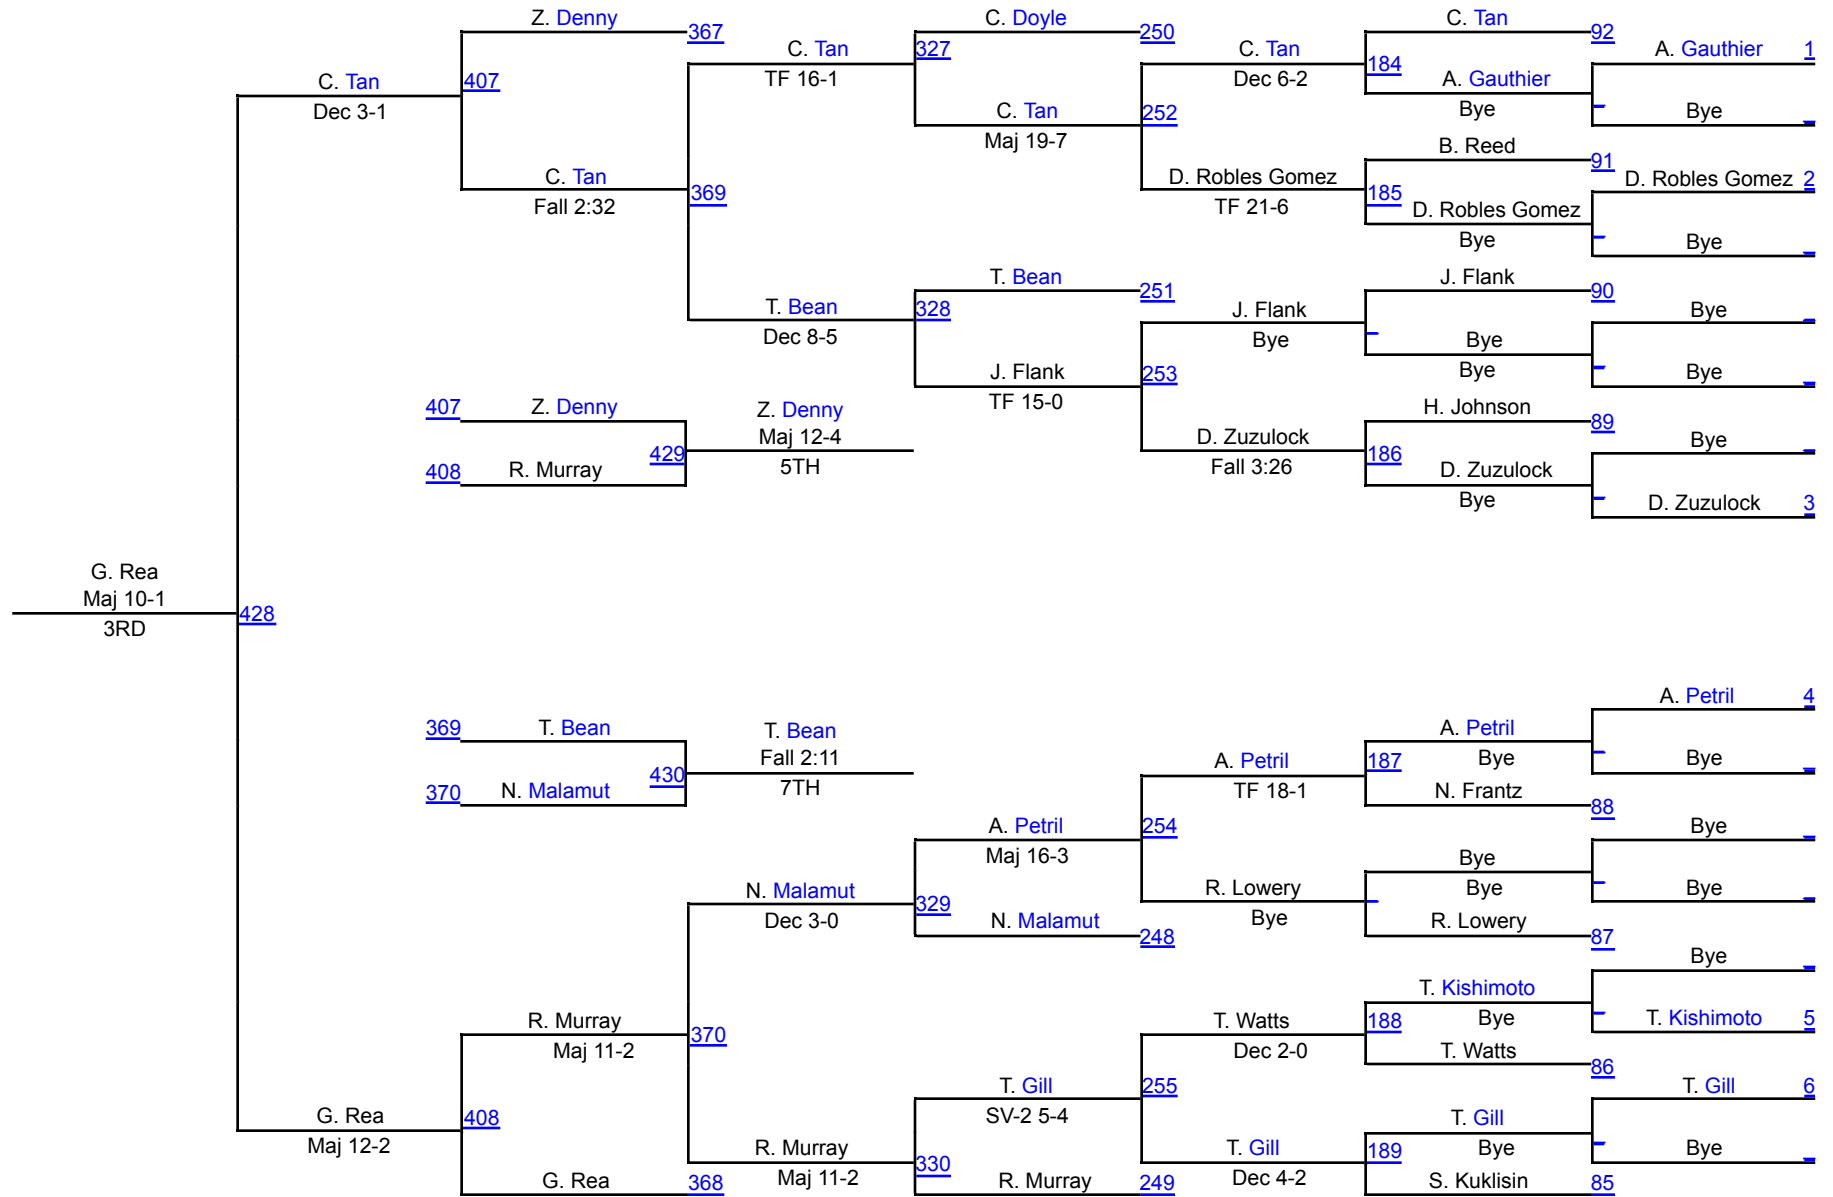 Z. Denny
367
C. Doyle
250
C. Tan
92
C. Tan
327
C. Tan
A. Gauthier
1
TF 16-1
Dec 6-2
184
C. Tan
407
A. Gauthier
Dec 3-1
Bye
Bye
C. Tan
252
Maj 19-7
B. Reed
91
C. Tan
369
D. Robles Gomez
D. Robles Gomez
2
Fall 2:32
TF 21-6
185
D. Robles Gomez
Bye
Bye
T. Bean
251
J. Flank
90
T. Bean
328
J. Flank
Bye
Dec 8-5
Bye
Bye
Bye
J. Flank
253
Bye
TF 15-0
407
Z. Denny
Z. Denny
H. Johnson
89
Maj 12-4
D. Zuzulock
Bye
429
5TH
Fall 3:26
186
408
R. Murray
D. Zuzulock
Bye
D. Zuzulock
3
G. Rea
Maj 10-1
428
3RD
A. Petril
4
369
T. Bean
T. Bean
A. Petril
Fall 2:11
A. Petril
187
Bye
Bye
430
7TH
TF 18-1
370
N. Malamut
N. Frantz
88
A. Petril
254
Bye
Maj 16-3
Bye
N. Malamut
329
R. Lowery
Bye
Bye
Dec 3-0
Bye
N. Malamut
248
R. Lowery
87
Bye
T. Kishimoto
R. Murray
370
T. Watts
188
Bye
T. Kishimoto
5
Maj 11-2
Dec 2-0
T. Watts
86
T. Gill
255
T. Gill
6
G. Rea
408
SV-2 5-4
T. Gill
Maj 12-2
R. Murray
330
T. Gill
189
Bye
Bye
G. Rea
368
Maj 11-2
R. Murray
249
Dec 4-2
S. Kuklisin
85